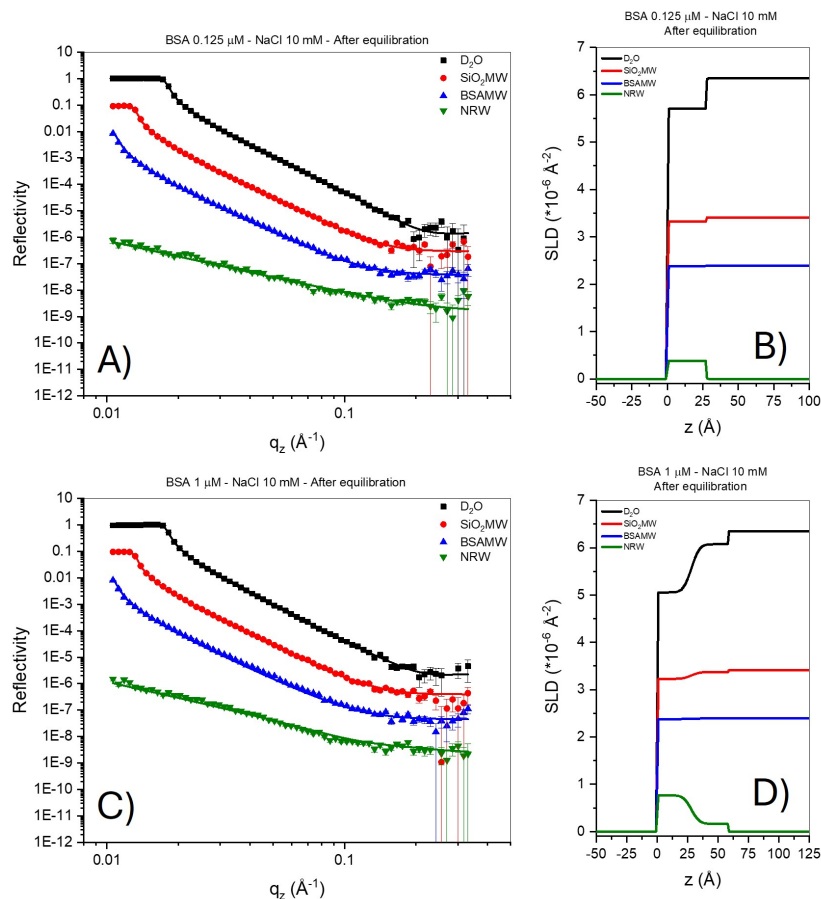 BSA 0.125 μM - NaCl 10 mM - After equilibration
D₂O
SiO₂MW
BSAMW
NRW
10
1
0.1
0.01
1E-3
1E-4
1E-5
1E-6
1E-7
1E-8
1E-9
1E-10
1E-11
1E-12
Reflectivity
A)
0.01
0.1
q_z (Å⁻¹)
BSA 0.125 μM - NaCl 10 mM
After equilibration
D₂O
SiO₂MW
BSAMW
NRW
7
6
5
4
3
2
1
0
SLD (*10⁻⁶ Å⁻²)
B)
-50
-25
0
25
50
75
100
z (Å)
BSA 1 μM - NaCl 10 mM - After equilibration
D₂O
SiO₂MW
BSAMW
NRW
10
1
0.1
0.01
1E-3
1E-4
1E-5
1E-6
1E-7
1E-8
1E-9
1E-10
1E-11
1E-12
Reflectivity
C)
0.01
0.1
q_z (Å⁻¹)
BSA 1 μM - NaCl 10 mM
After equilibration
D₂O
SiO₂MW
BSAMW
NRW
7
6
5
4
3
2
1
0
SLD (*10⁻⁶ Å⁻²)
D)
-50
-25
0
25
50
75
100
125
z (Å)